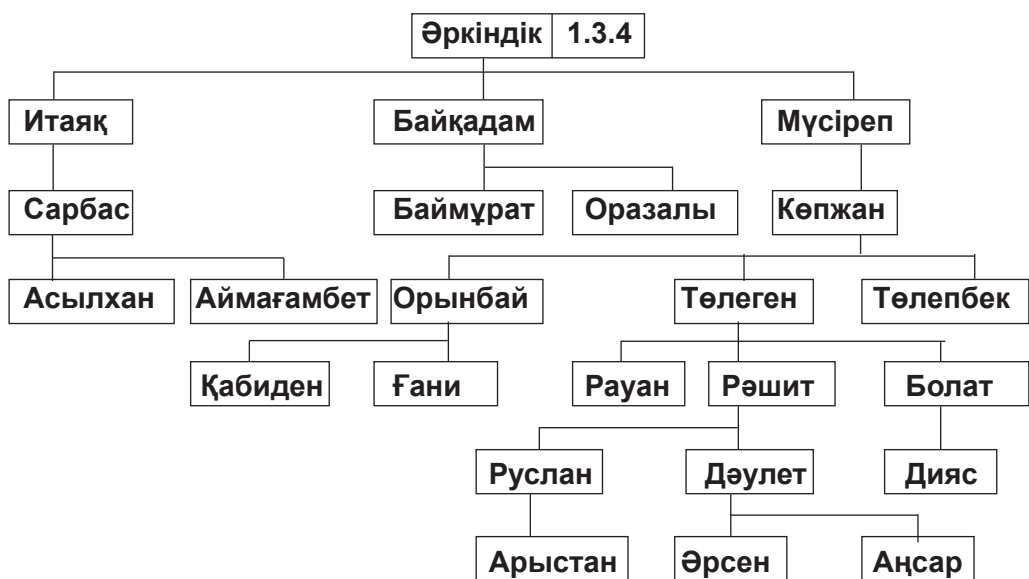 Әркіндік 1.3.4
Итаяқ Байқадам Мүсіреп
Сарбас Баймұрат Оразалы Көпжан
Асылхан Аймағамбет Орынбай Төлеген Төлепбек
Қабиден Ғани Рауан Рәшит Болат
Руслан Дәулет Дияс
Арыстан Әрсен Аңсар